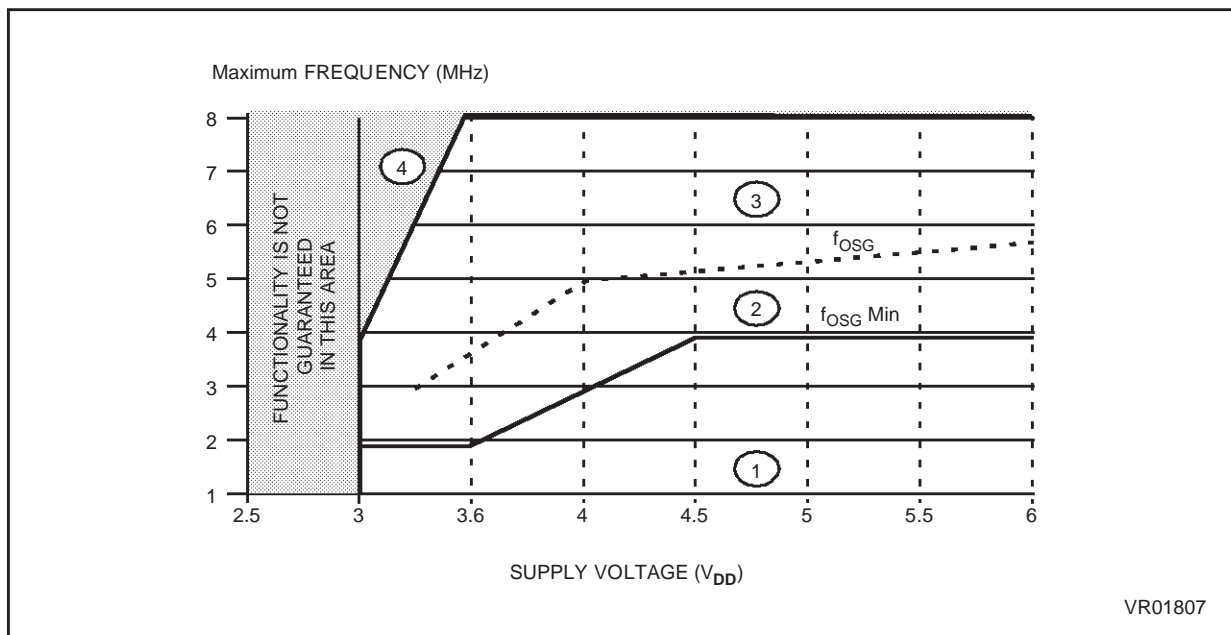 Maximum FREQUENCY (MHz)
8
7
6
5
4
3
2
1
FUNCTIONALITY IS NOT
GUARANTEED
IN THIS AREA
4
3
fOSG
2
fOSG Min
1
2.5 3 3.6 4 4.5 5 5.5 6
SUPPLY VOLTAGE (VDD)
VR01807